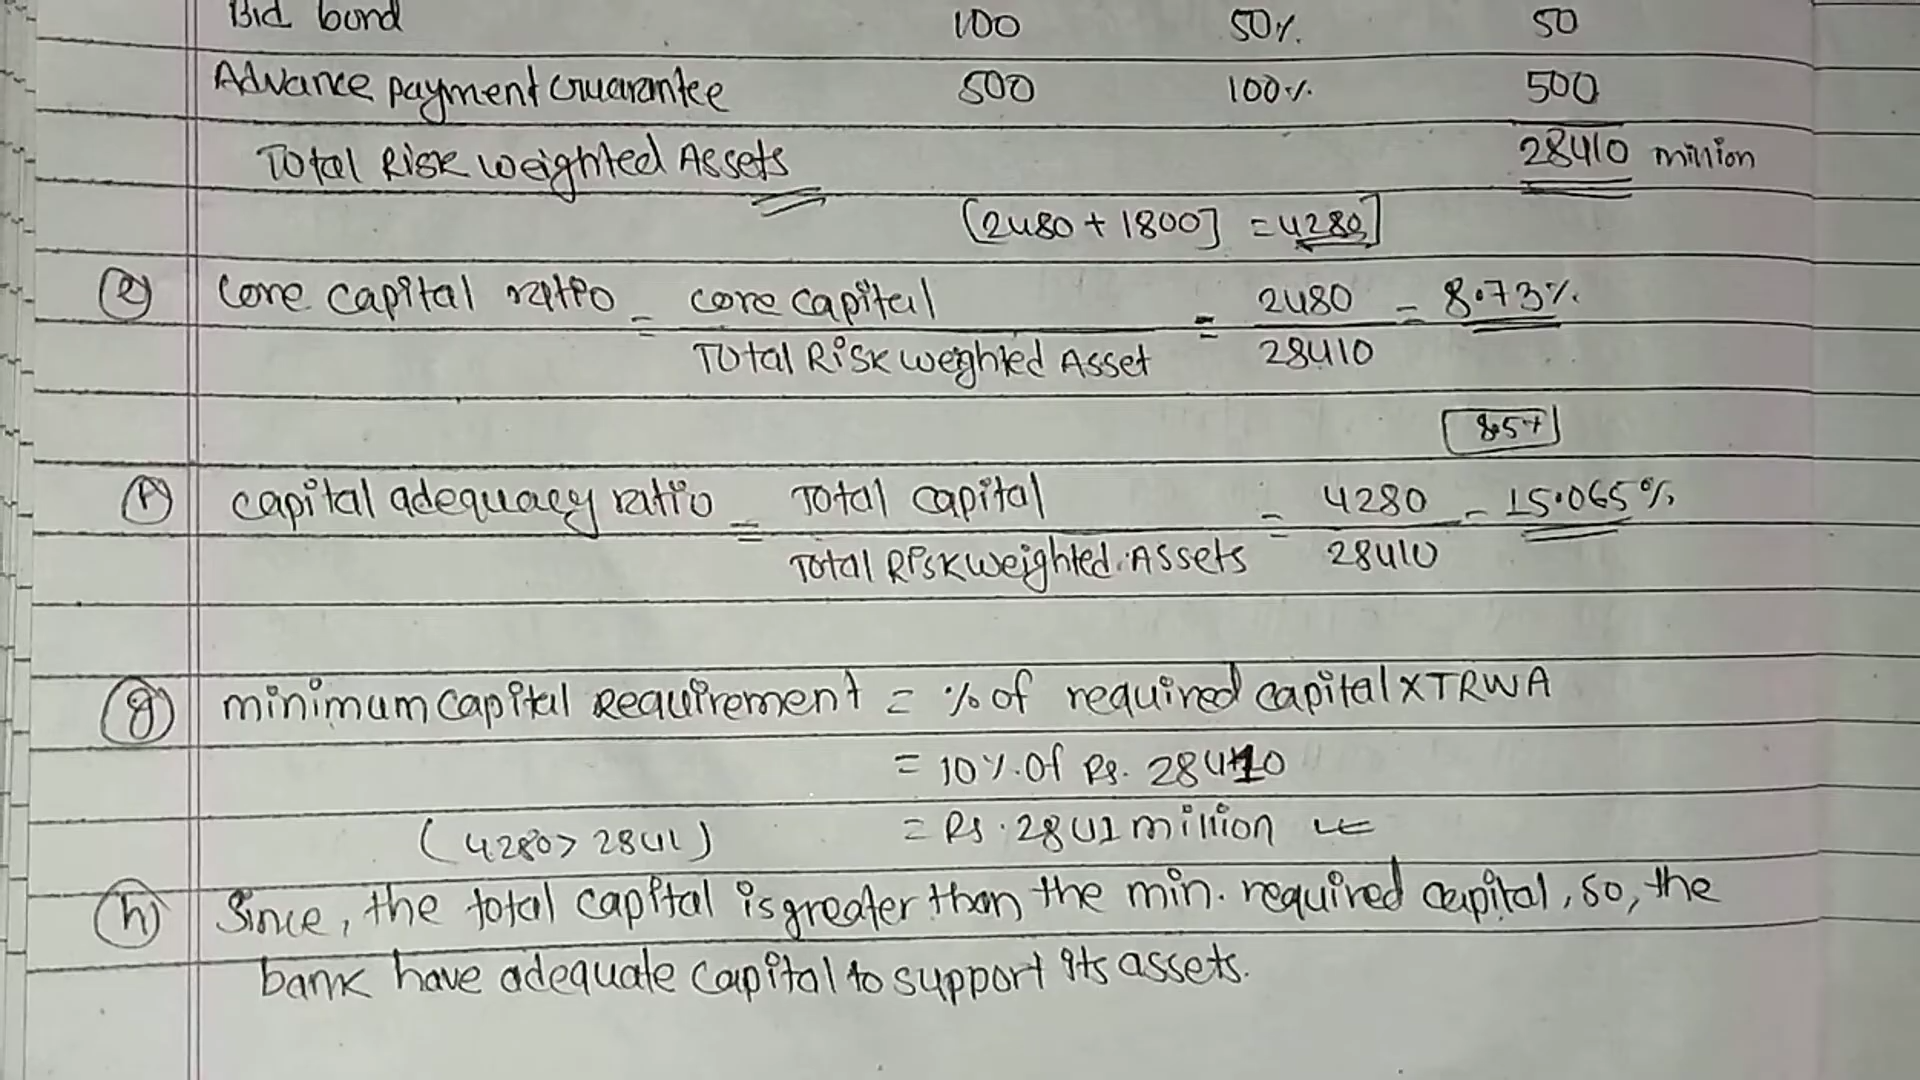 Bid bond 100 50% 50
Advance payment Guarantee 500 100% 500
Total Risk weighted Assets 28410 million
[2480 + 1800] = 4280]
(e) core capital ratio = core capital / Total Risk weghted Asset = 2480 / 28410 = 8.73%
8.57
(f) capital adequacy ratio = Total capital / Total Risk weighted Assets = 4280 / 28410 = 15.065%
(g) minimum capital Requirement = % of required capital x TRWA
= 10% of Rs. 28410
(4280 > 2841) = Rs. 2841 million
(h) Since, the total capital is greater than the min. required capital, so, the
bank have adequate capital to support its assets.